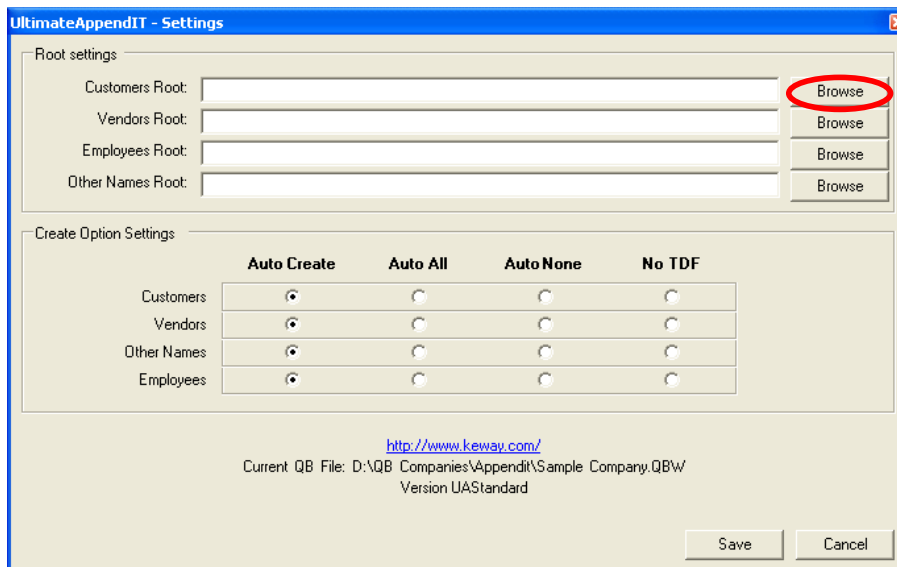 UltimateAppendIT - Settings
Root settings
Customers Root: Browse
Vendors Root: Browse
Employees Root: Browse
Other Names Root: Browse
Create Option Settings
Auto Create Auto All Auto None No TDF
Customers
Vendors
Other Names
Employees
http://www.keway.com/
Current QB File: D:\QB Companies\Appendit\Sample Company.QBW
Version UAStandard
Save Cancel